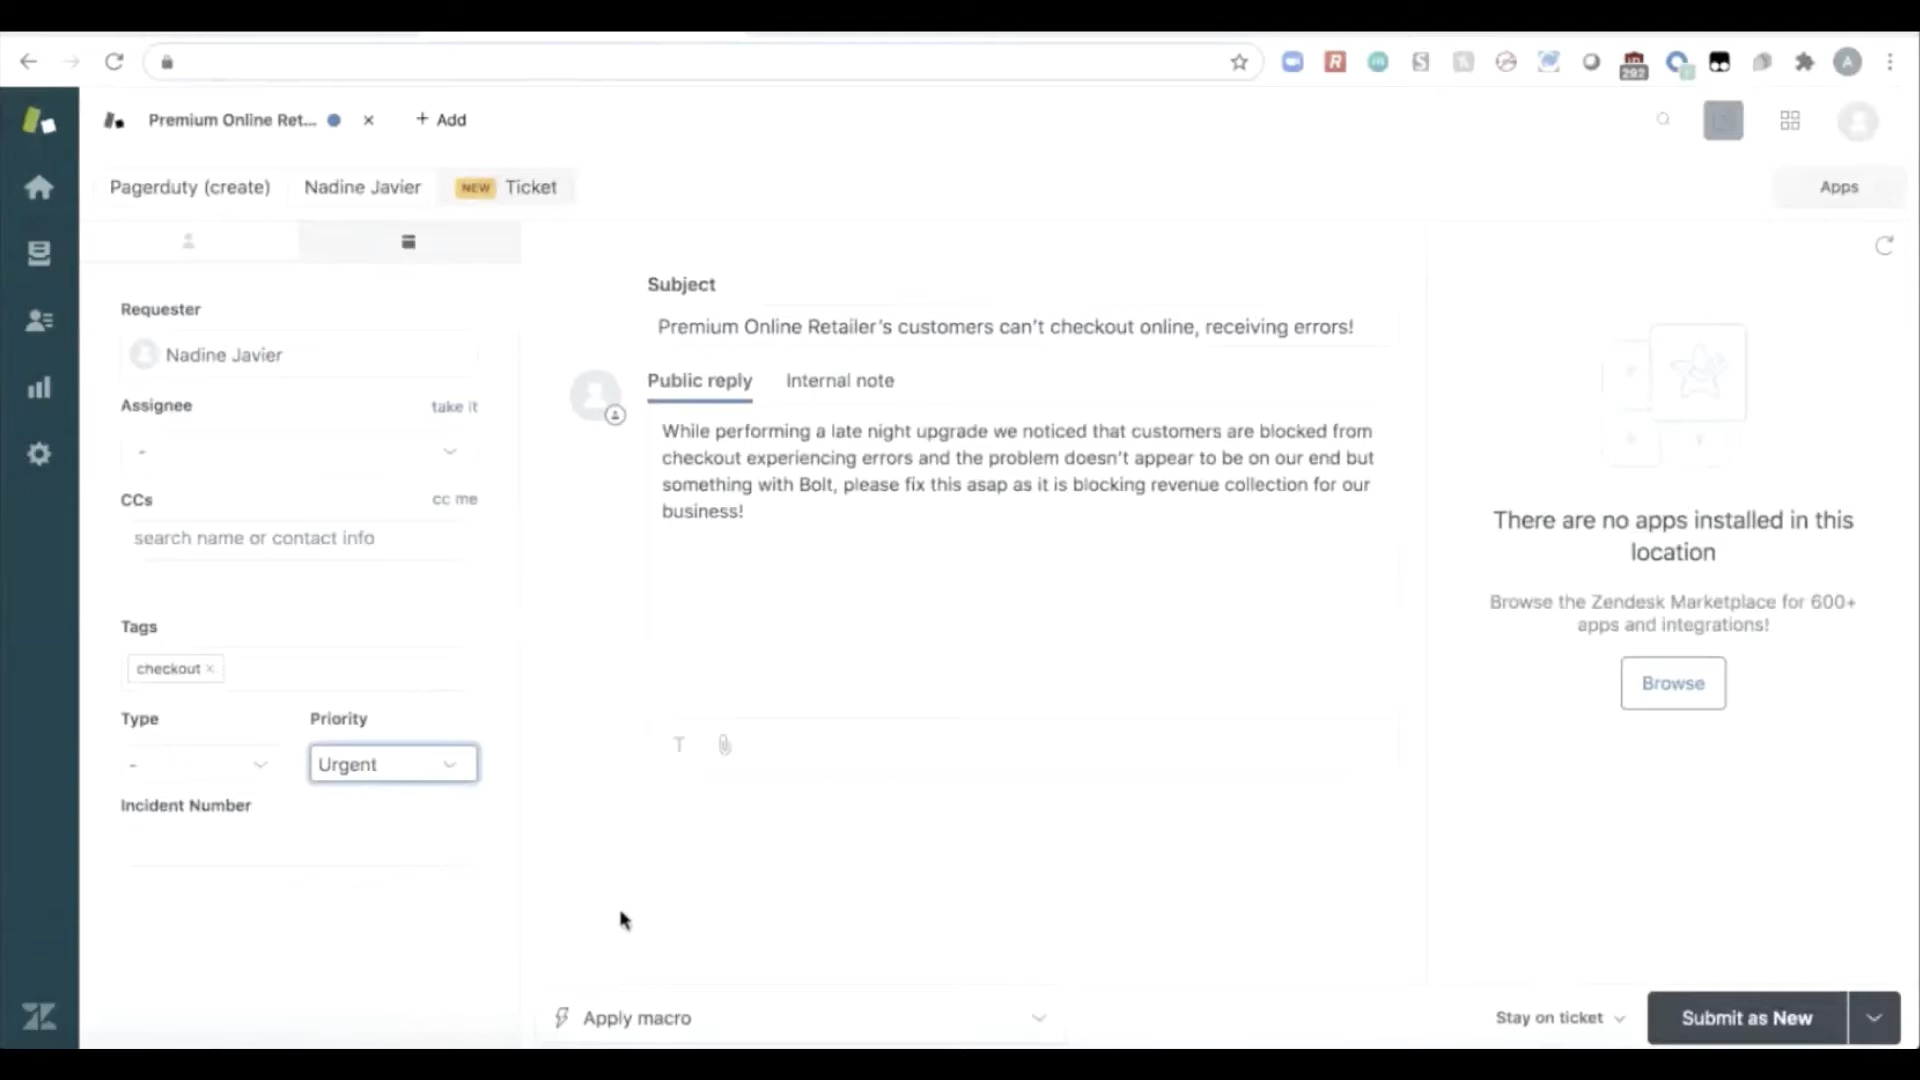 292
A
Premium Online Ret...
+ Add
Pagerduty (create)
Nadine Javier
NEW Ticket
Apps
Requester
Nadine Javier
Assignee
take it
-
CCs
cc me
search name or contact info
Tags
checkout ×
Type
Priority
-
Urgent
Incident Number
Subject
Premium Online Retailer's customers can't checkout online, receiving errors!
Public reply
Internal note
While performing a late night upgrade we noticed that customers are blocked from
checkout experiencing errors and the problem doesn't appear to be on our end but
something with Bolt, please fix this asap as it is blocking revenue collection for our
business!
T
There are no apps installed in this
location
Browse the Zendesk Marketplace for 600+
apps and integrations!
Browse
Apply macro
Stay on ticket
Submit as New